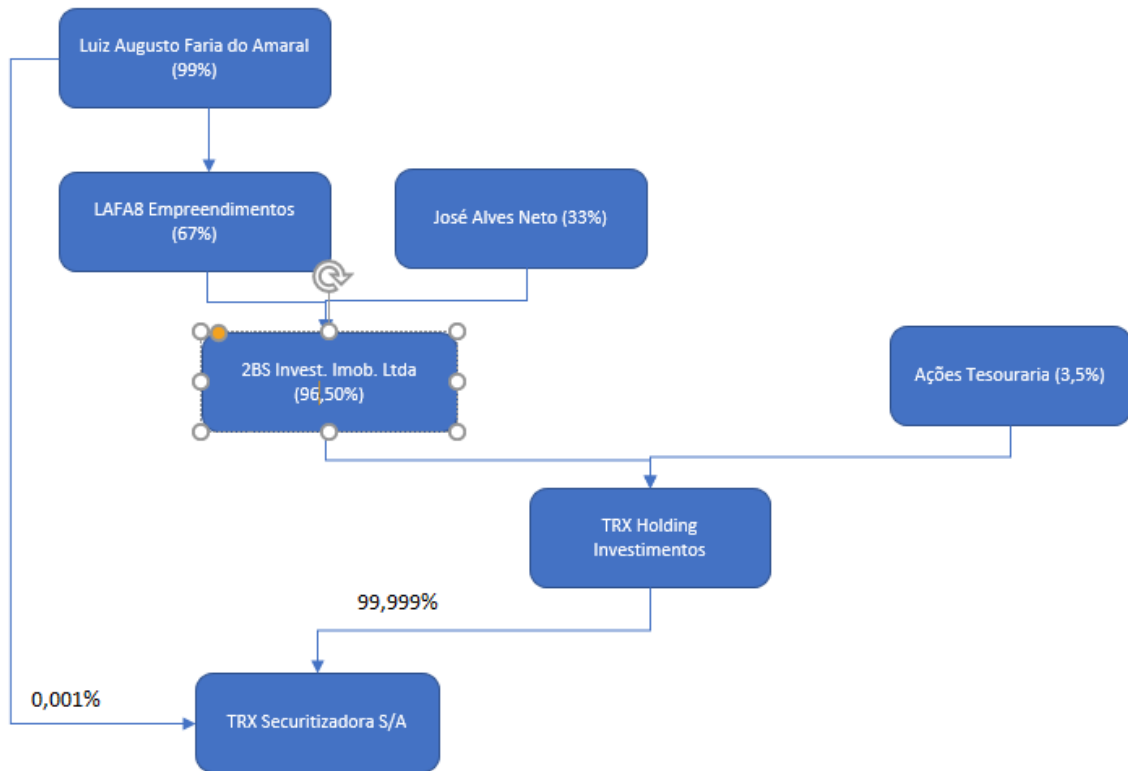 Luiz Augusto Faria do Amaral
(99%)
LAFA8 Empreendimentos
(67%)
José Alves Neto (33%)
2BS Invest. Imob. Ltda
(96,50%)
Ações Tesouraria (3,5%)
TRX Holding
Investimentos
99,999%
0,001%
TRX Securitizadora S/A